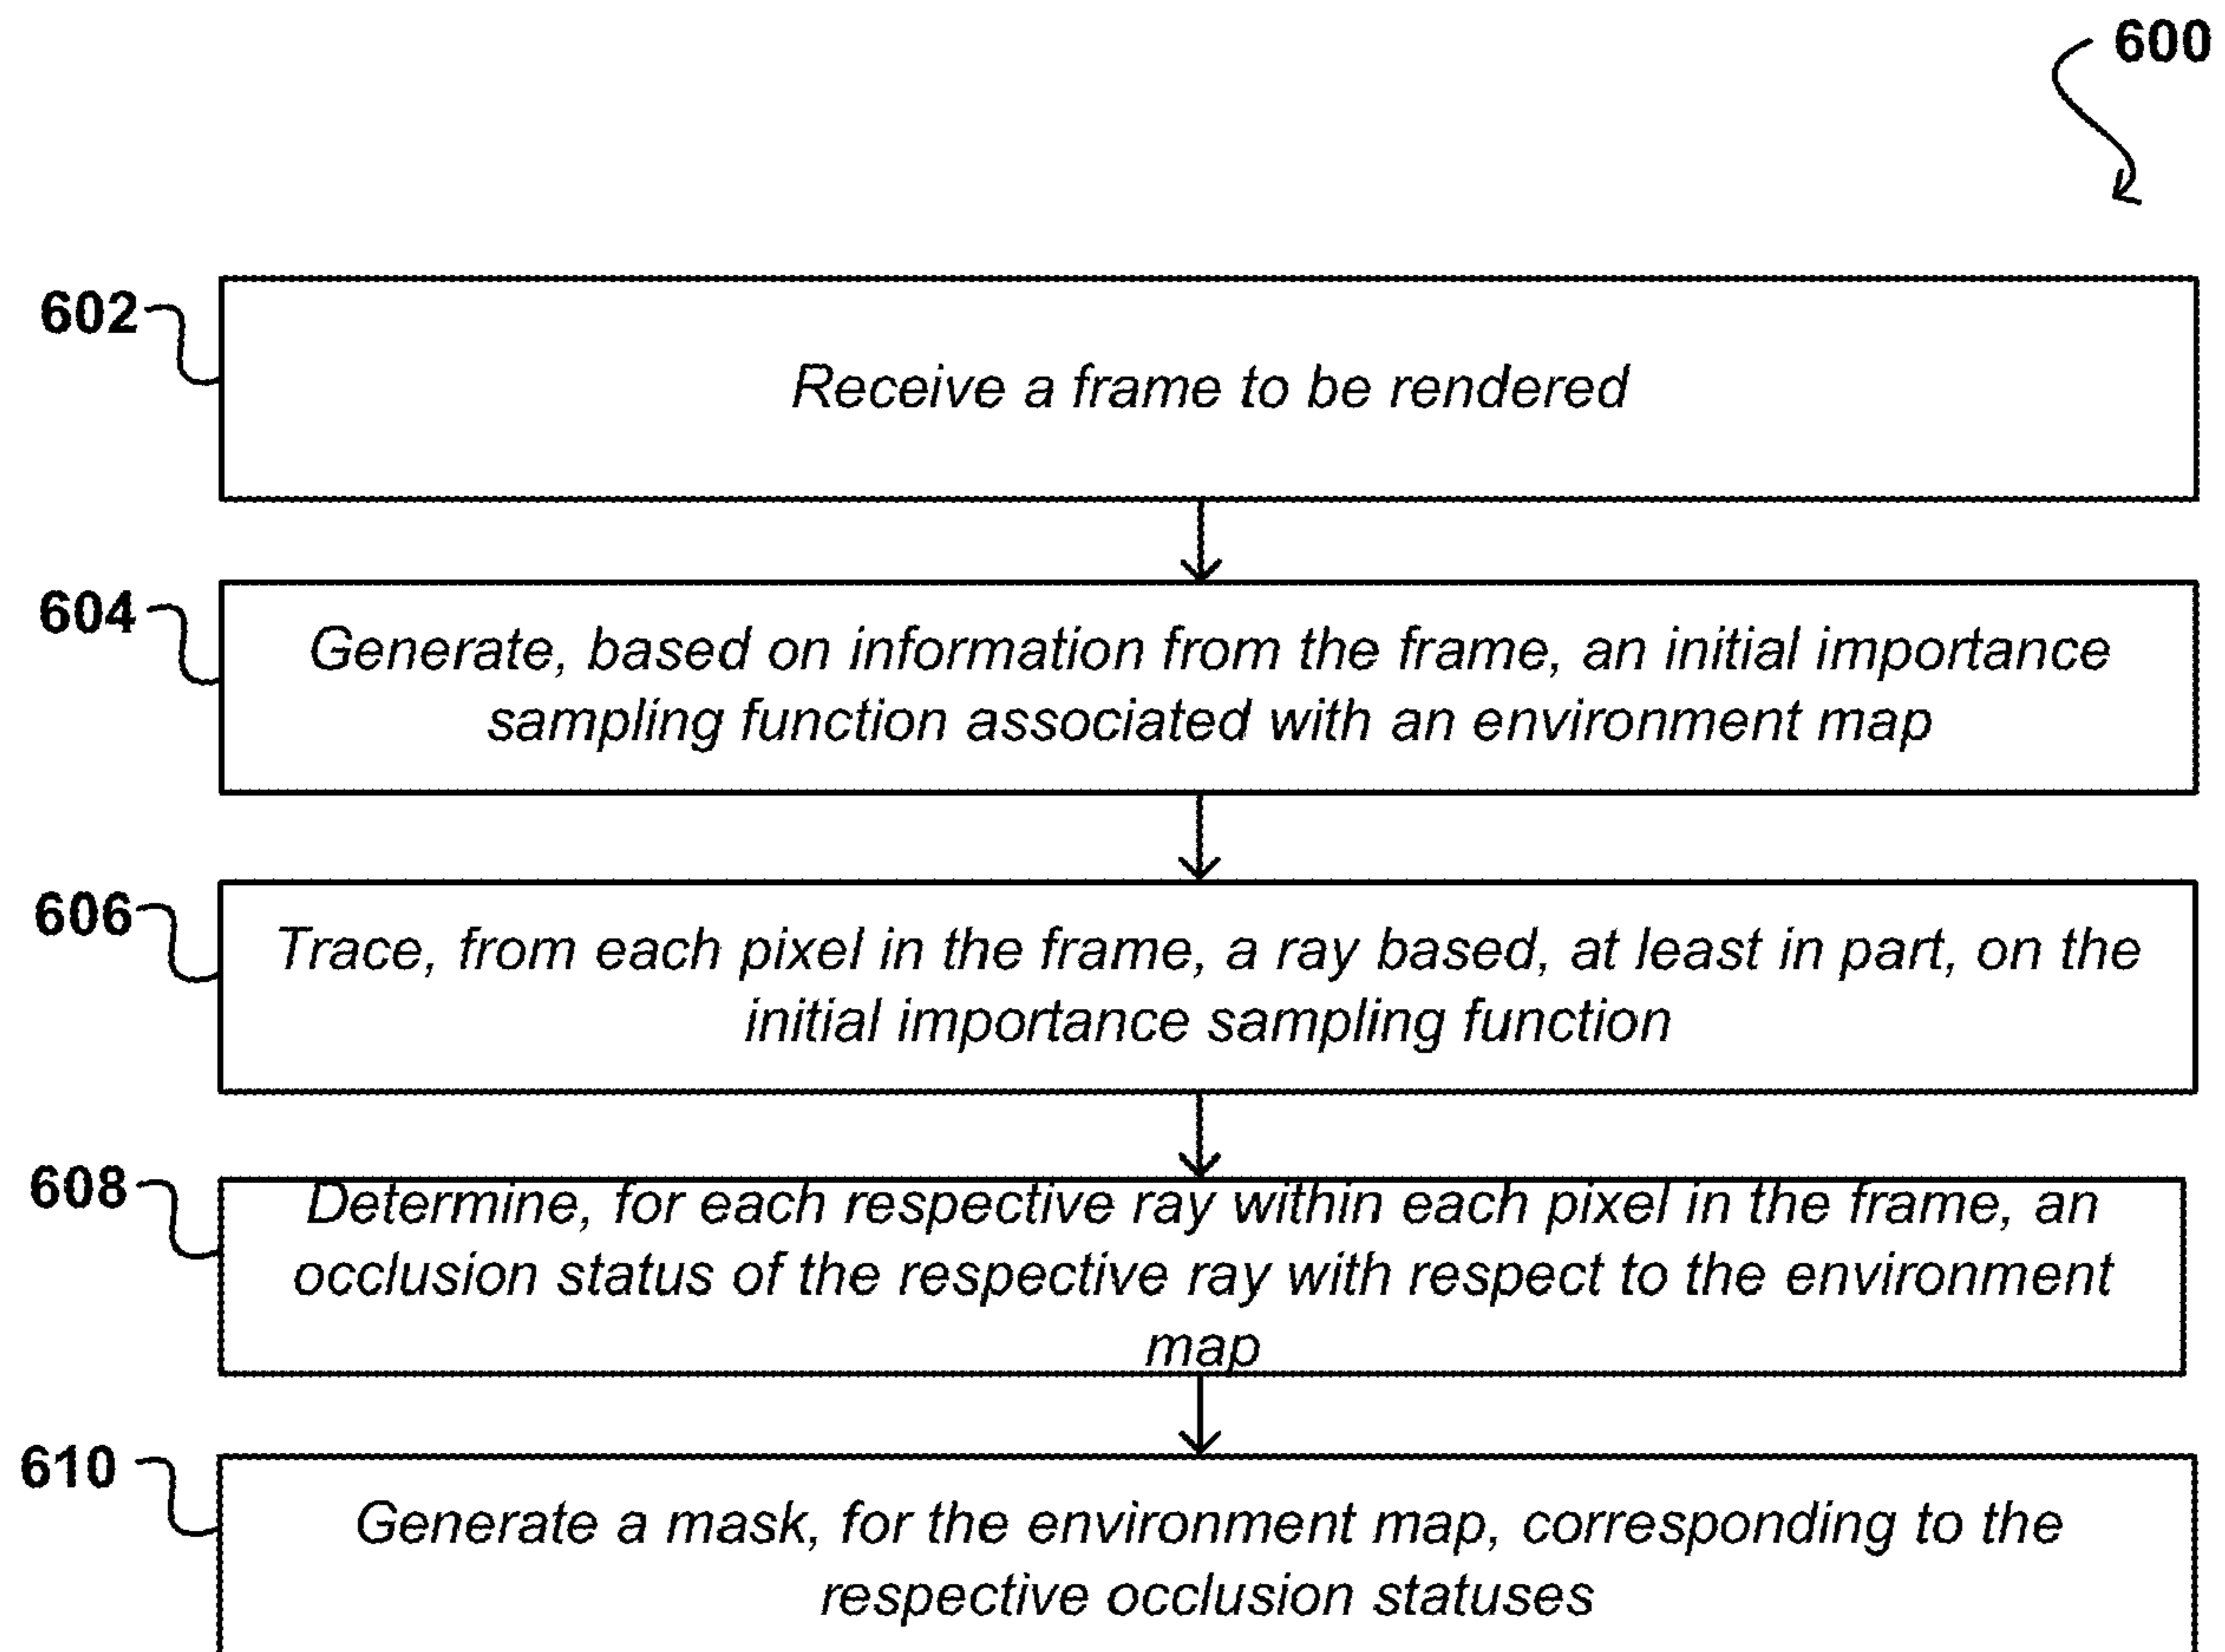 600
602
Receive a frame to be rendered
604
Generate, based on information from the frame, an initial importance
sampling function associated with an environment map
606
Trace, from each pixel in the frame, a ray based, at least in part, on the
initial importance sampling function
608
Determine, for each respective ray within each pixel in the frame, an
occlusion status of the respective ray with respect to the environment
map
610
Generate a mask, for the environment map, corresponding to the
respective occlusion statuses